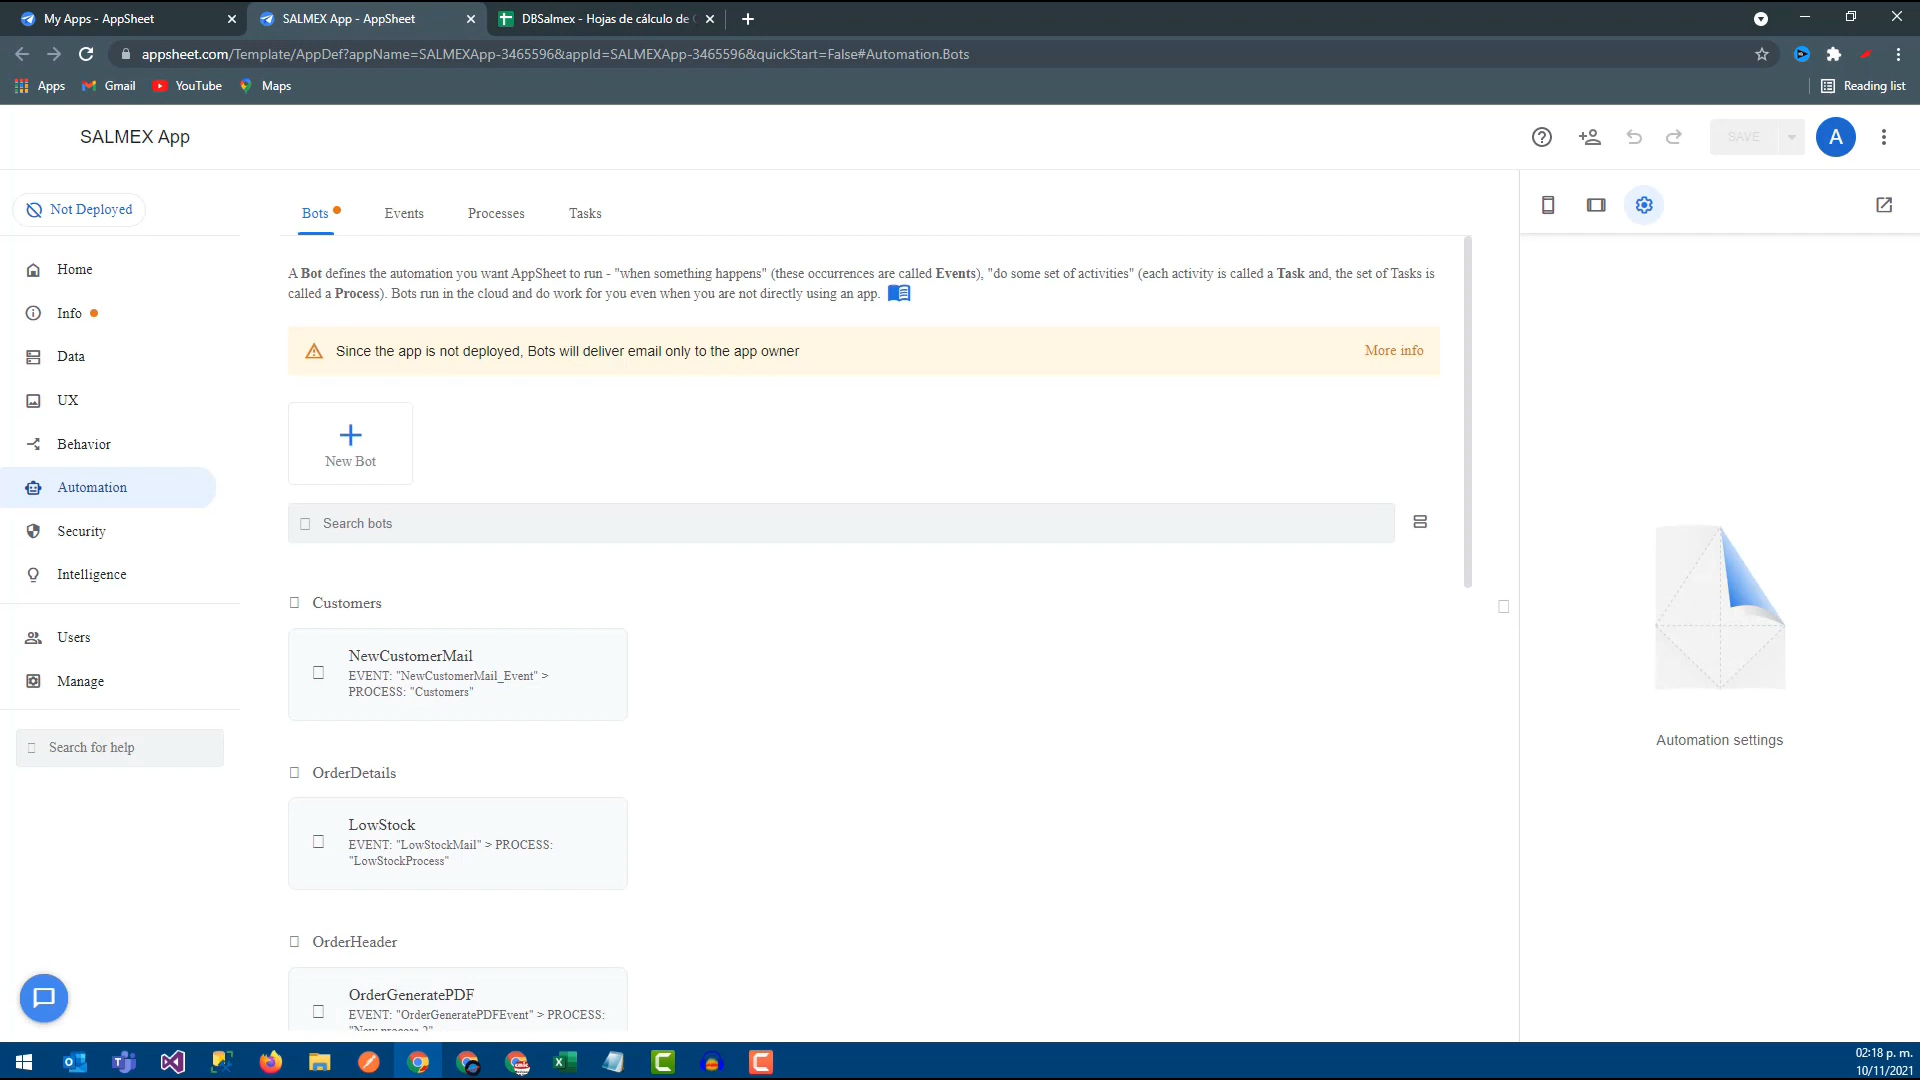 My Apps - AppSheet
SALMEX App - AppSheet
DBSalmex - Hojas de cálculo de
appsheet.com/Template/AppDef?appName=SALMEXApp-3465596&appId=SALMEXApp-3465596&quickStart=False#Automation.Bots
Apps
Gmail
YouTube
Maps
Reading list
SALMEX App
SAVE
A
Not Deployed
Home
Info
Data
UX
Behavior
Automation
Security
Intelligence
Users
Manage
Search for help
Bots
Events
Processes
Tasks
A Bot defines the automation you want AppSheet to run - "when something happens" (these occurrences are called Events), "do some set of activities" (each activity is called a Task and, the set of Tasks is
called a Process). Bots run in the cloud and do work for you even when you are not directly using an app.
Since the app is not deployed, Bots will deliver email only to the app owner
More info
New Bot
Search bots
Customers
NewCustomerMail
EVENT: "NewCustomerMail_Event" >
PROCESS: "Customers"
OrderDetails
LowStock
EVENT: "LowStockMail" > PROCESS:
"LowStockProcess"
OrderHeader
OrderGeneratePDF
EVENT: "OrderGeneratePDFEvent" > PROCESS:
"New process 2"
Automation settings
02:18 p. m.
10/11/2021